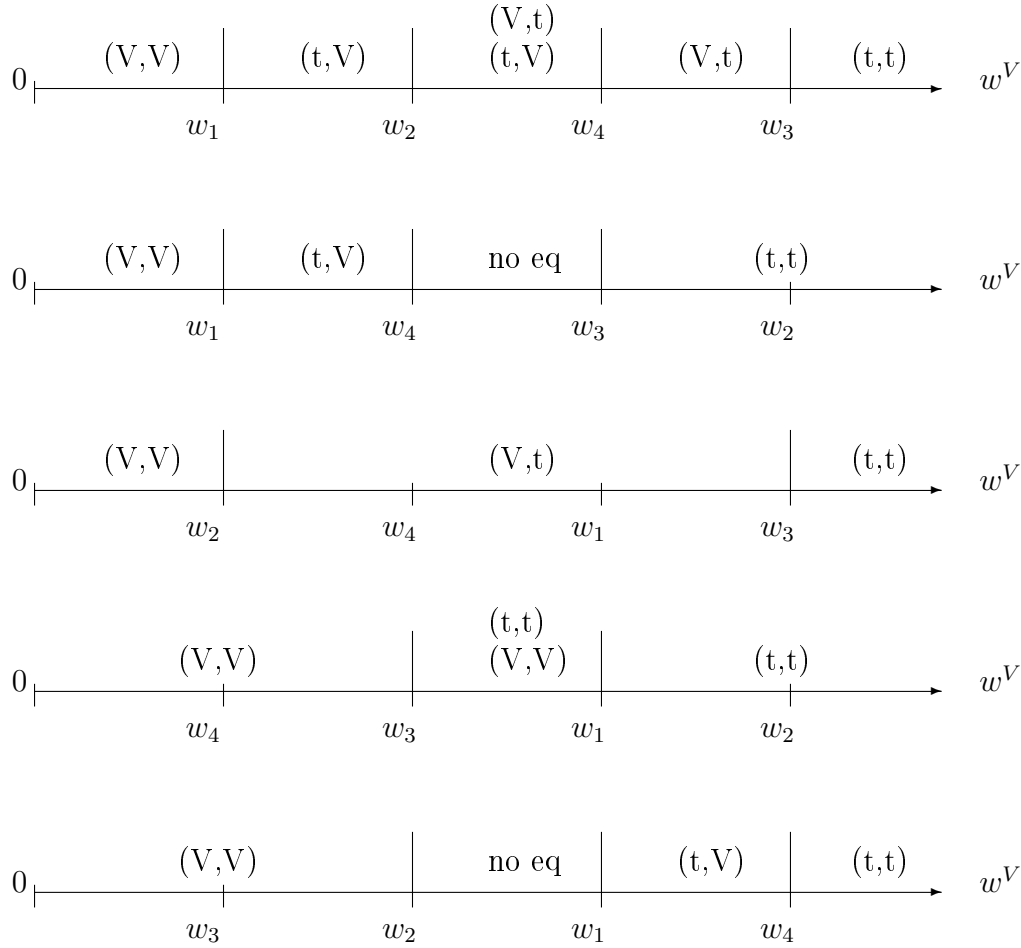 (V,t)
(V,V) (t,V) (t,V) (V,t) (t,t)
0 w^V
w_1 w_2 w_4 w_3
(V,V) (t,V) no eq (t,t)
0 w^V
w_1 w_4 w_3 w_2
(V,V) (V,t) (t,t)
0 w^V
w_2 w_4 w_1 w_3
(t,t)
(V,V) (V,V) (t,t)
0 w^V
w_4 w_3 w_1 w_2
(V,V) no eq (t,V) (t,t)
0 w^V
w_3 w_2 w_1 w_4